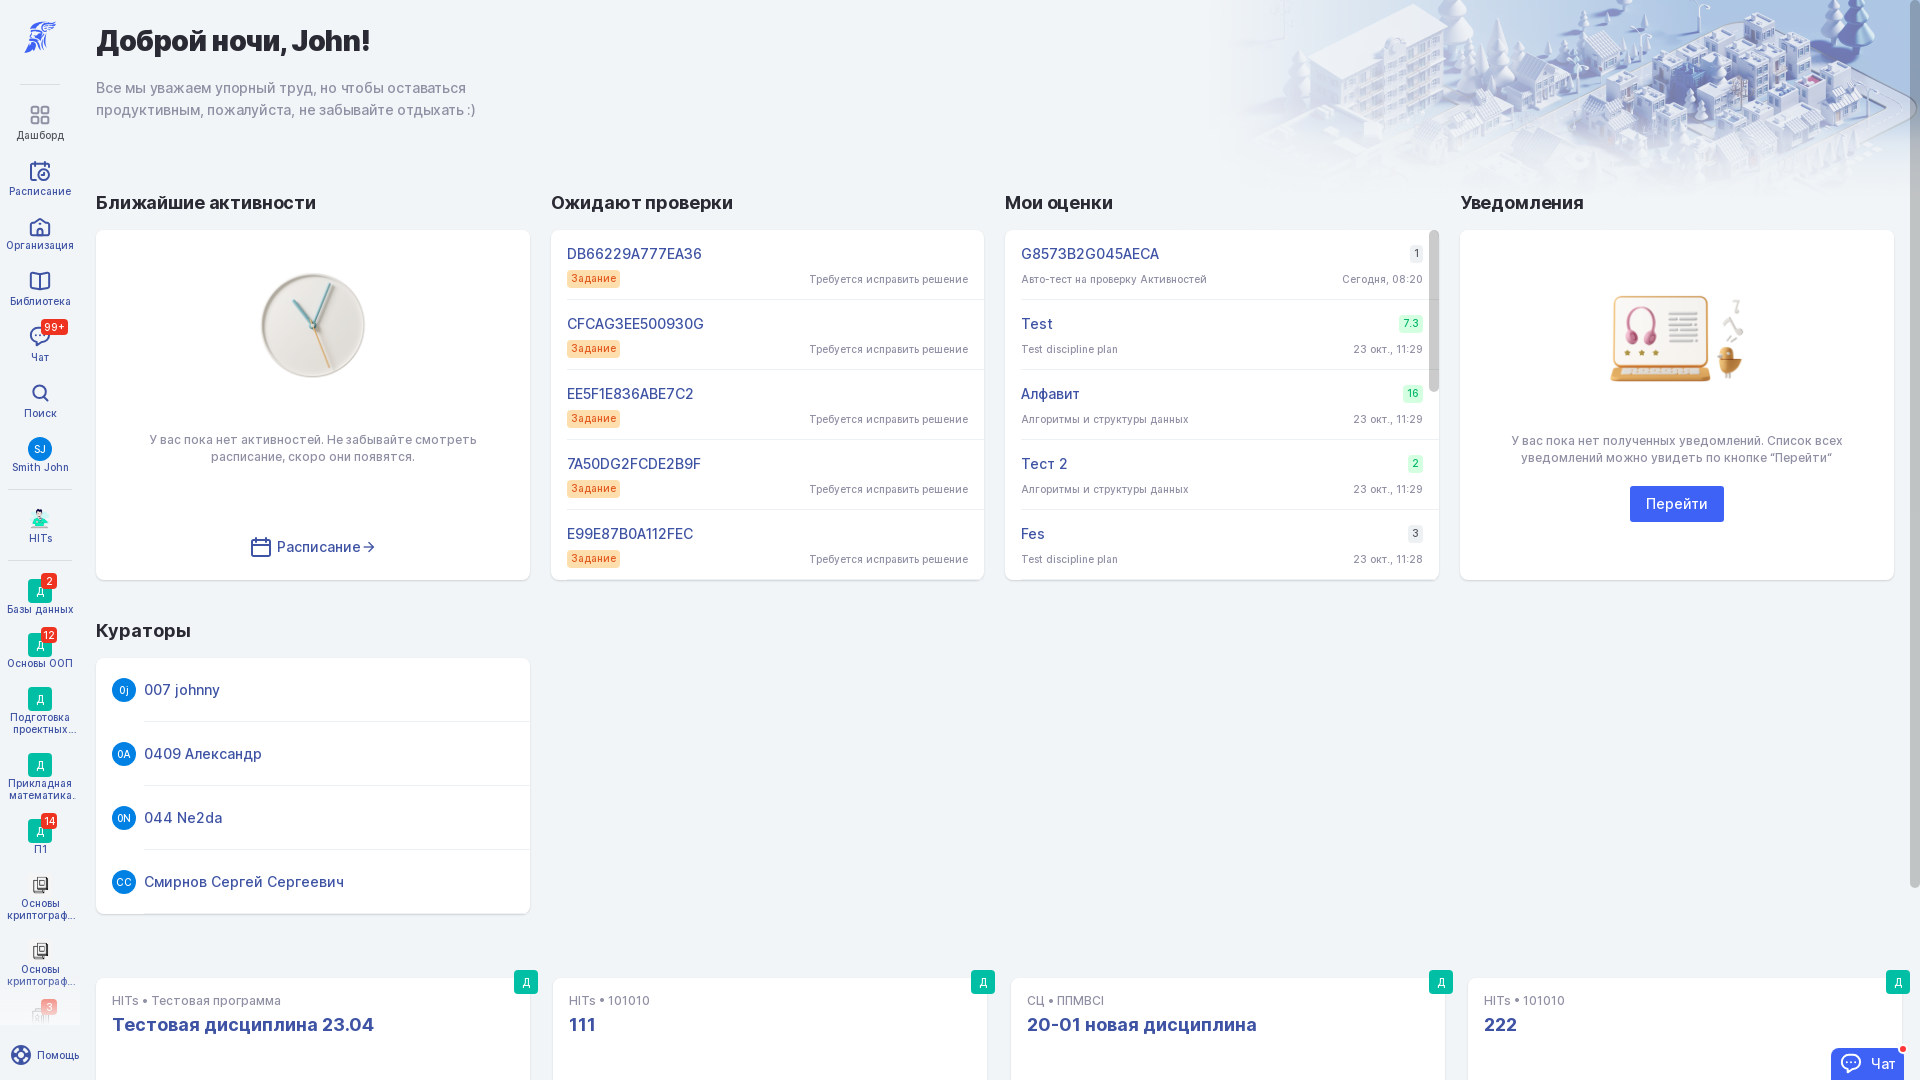 Доброй ночи, John!
Все мы уважаем упорный труд, но чтобы оставаться
продуктивным, пожалуйста, не забывайте отдыхать :)
Дашборд
Расписание
Организация
Библиотека
99+
Чат
Поиск
SJ
Smith John
HITs
2
Д
Базы данных
12
Д
Основы ООП
Д
Подготовка
проектных...
Д
Прикладная
математика.
14
Д
П1
Основы
криптограф...
Основы
криптограф...
3
Помощь
Ближайшие активности
У вас пока нет активностей. Не забывайте смотреть
расписание, скоро они появятся.
Расписание
Ожидают проверки
DB66229A777EA36
Задание
Требуется исправить решение
CFCAG3EE500930G
Задание
Требуется исправить решение
EE5F1E836ABE7C2
Задание
Требуется исправить решение
7A50DG2FCDE2B9F
Задание
Требуется исправить решение
E99E87B0A112FEC
Задание
Требуется исправить решение
Мои оценки
G8573B2G045AECA
1
Авто-тест на проверку Активностей
Сегодня, 08:20
Test
7.3
Test discipline plan
23 окт., 11:29
Алфавит
16
Алгоритмы и структуры данных
23 окт., 11:29
Тест 2
2
Алгоритмы и структуры данных
23 окт., 11:29
Fes
3
Test discipline plan
23 окт., 11:28
Уведомления
У вас пока нет полученных уведомлений. Список всех
уведомлений можно увидеть по кнопке “Перейти”
Перейти
Кураторы
0j
007 johnny
0А
0409 Александр
0N
044 Ne2da
СС
Смирнов Сергей Сергеевич
Д
HITs • Тестовая программа
Тестовая дисциплина 23.04
Д
HITs • 101010
111
Д
СЦ • ППМВСІ
20-01 новая дисциплина
Д
HITs • 101010
222
Чат